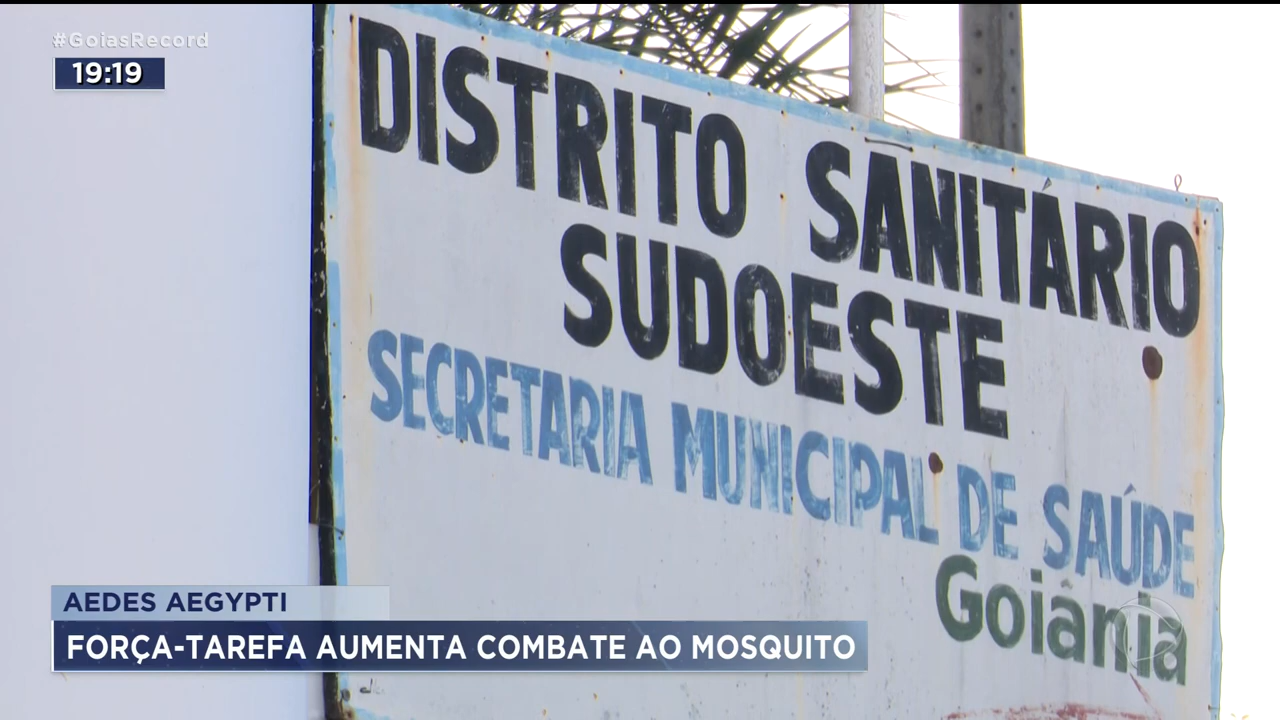 #GoiasRecord
19:19
DISTRITO SANITÁRIO
SUDOESTE
SECRETARIA MUNICIPAL DE SAÚDE
Goiânia
AEDES AEGYPTI
FORÇA-TAREFA AUMENTA COMBATE AO MOSQUITO